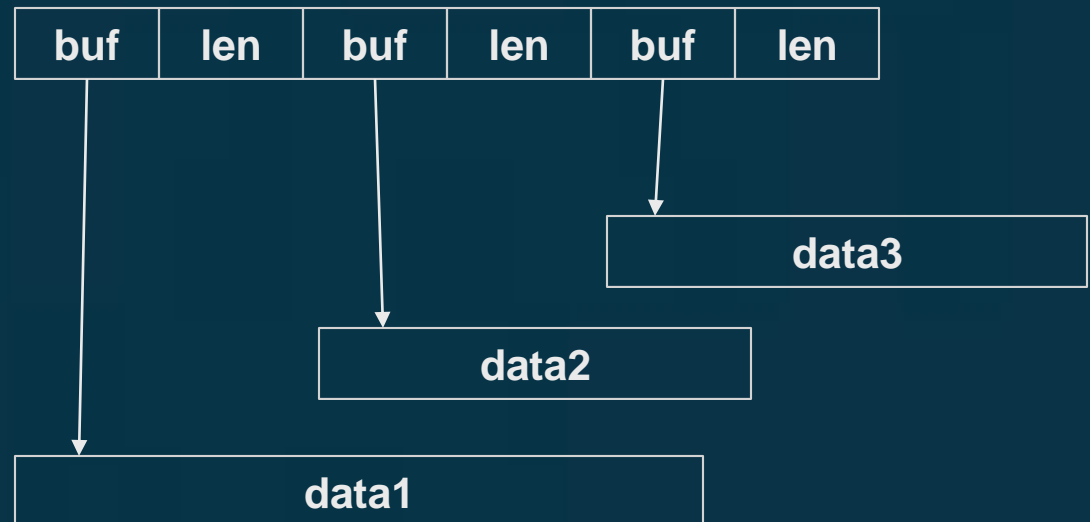 buf len buf len buf len
data3
data2
data1